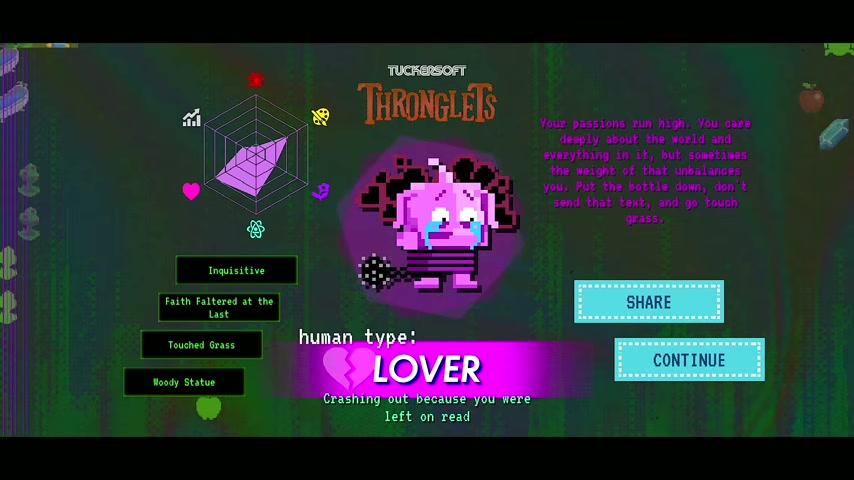 TUCKERSOFT
THRONGLETS
Your passions run high. You care
deeply about the world and
everything in it, but sometimes
the weight of that unbalances
you. Put the bottle down, don't
send that text, and go touch
grass.
Inquisitive
Faith Faltered at the
Last
Touched Grass
Woody Statue
human type:
LOVER
Crashing out because you were
left on read
SHARE
CONTINUE